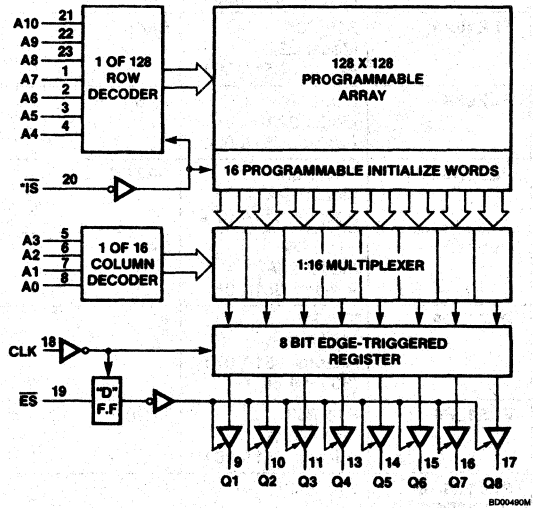 A10 21
A9 22
A8 23
A7 1
A6 2
A5 3
A4 4
1 OF 128
ROW
DECODER
128 X 128
PROGRAMMABLE
ARRAY
16 PROGRAMMABLE INITIALIZE WORDS
*IS 20
A3 5
A2 6
A1 7
A0 8
1 OF 16
COLUMN
DECODER
1:16 MULTIPLEXER
CLK 18
8 BIT EDGE-TRIGGERED
REGISTER
ES 19
"D"
F.F
9 10 11 13 14 15 16 17
Q1 Q2 Q3 Q4 Q5 Q6 Q7 Q8
BD00490M